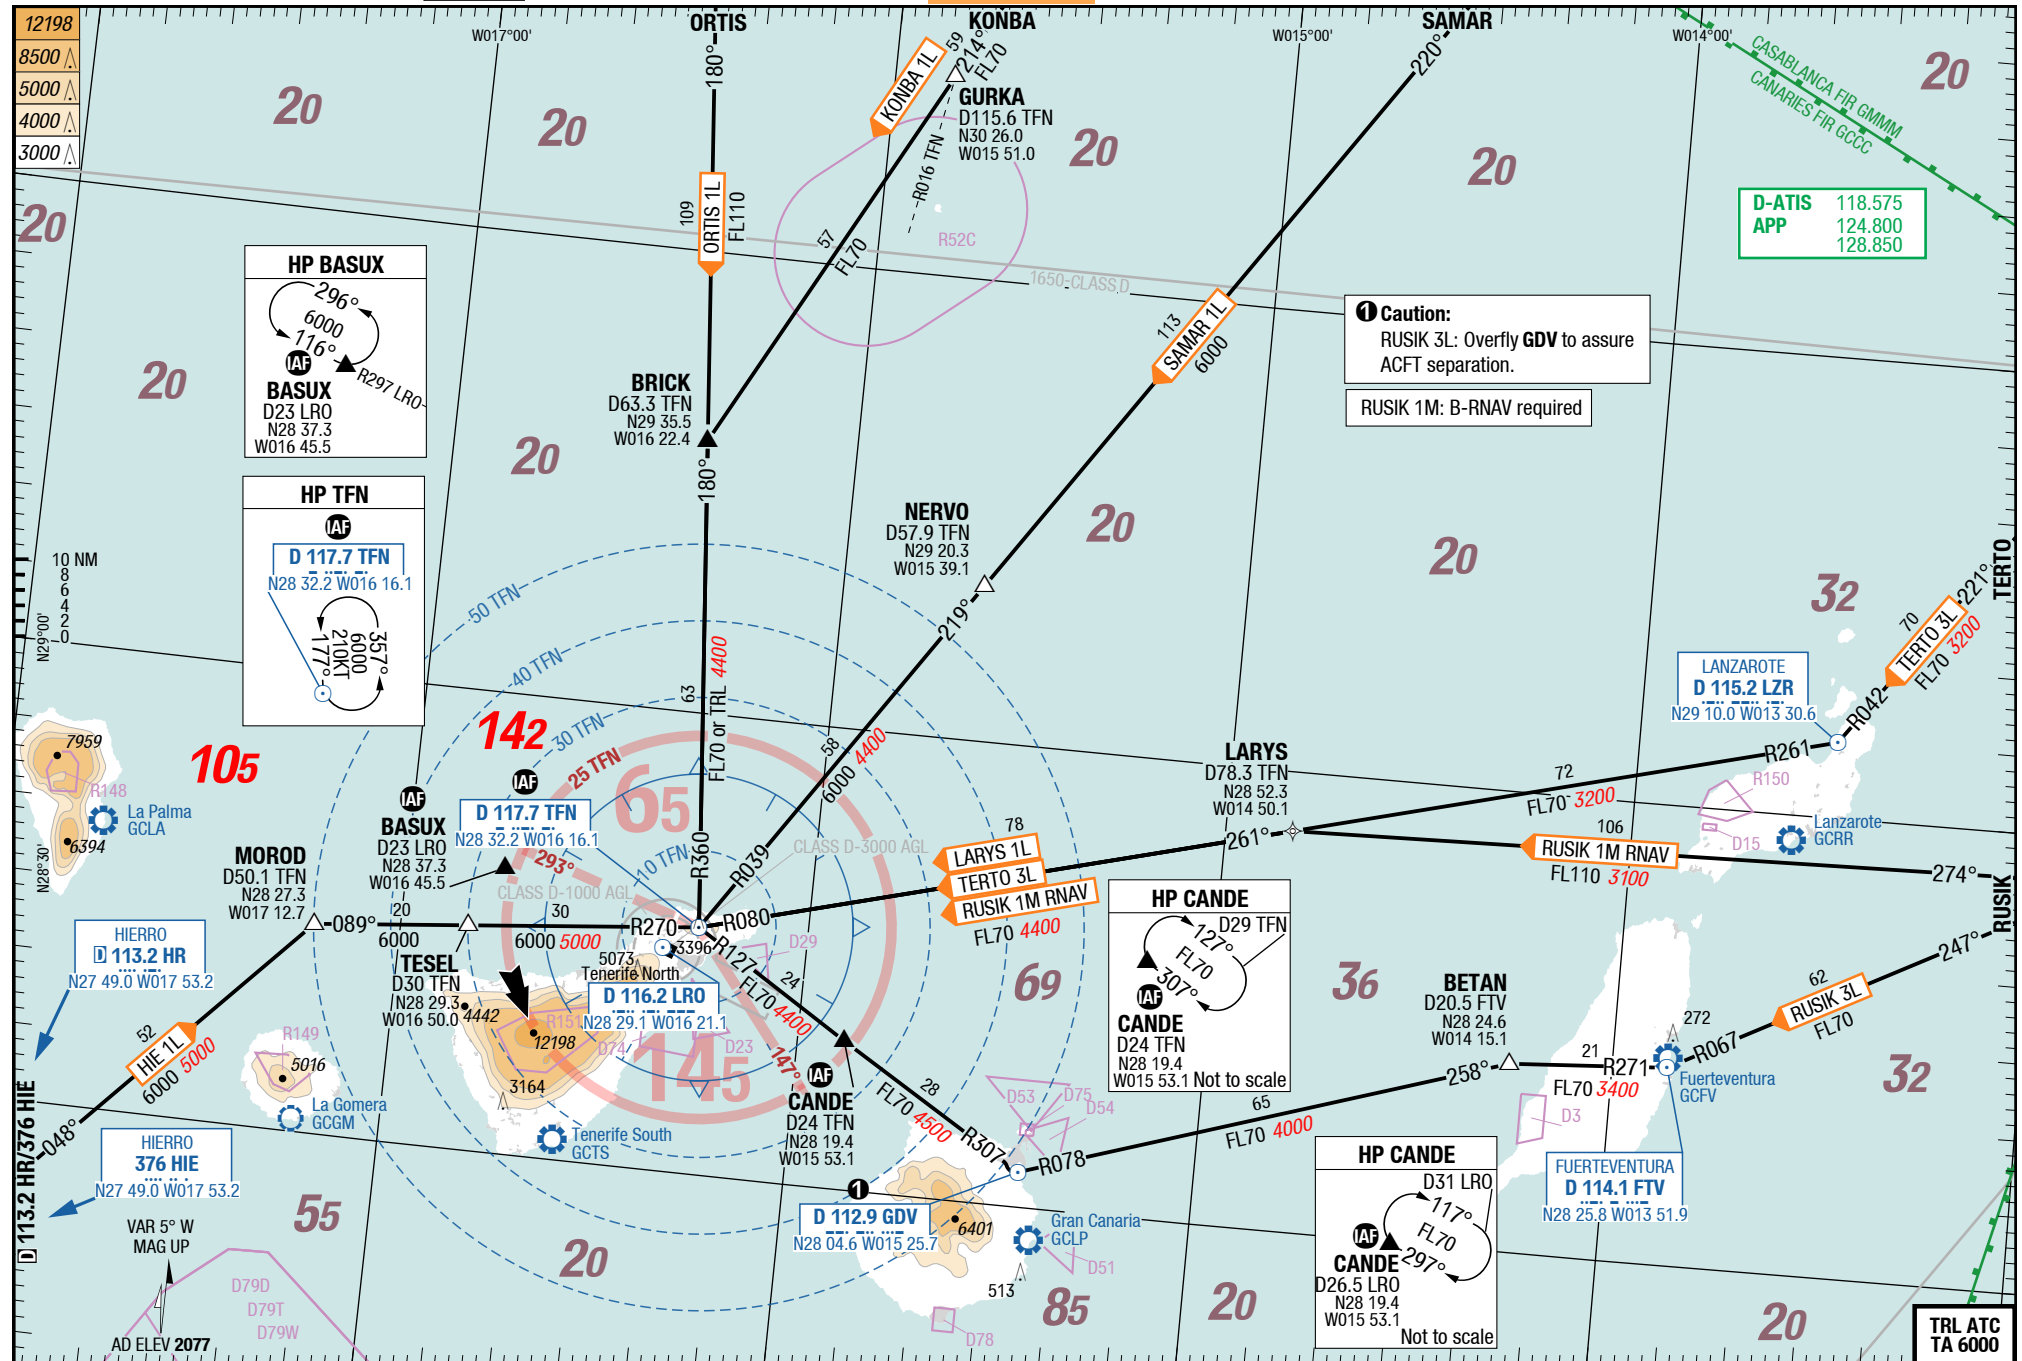 12198
8500
5000
4000
3000
ORTIS
W017°00'
180°
KONBA
59
214°
FL70
KONBA 1L
GURKA
D115.6 TFN
N30 26.0
W015 51.0
R016 TFN
SAMAR
W015°00'
220°
W014°00'
CASABLANCA FIR GMMM
CANARIES FIR GCCC
20
20
20
20
20
20
D-ATIS 118.575
APP 124.800
128.850
109
ORTIS 1L
FL110
57
FL70
R52C
1650-CLASS D
HP BASUX
296°
6000
116°
IAF
BASUX
D23 LRO
N28 37.3
W016 45.5
R297 LRO
113
SAMAR 1L
6000
1 Caution:
RUSIK 3L: Overfly GDV to assure
ACFT separation.
RUSIK 1M: B-RNAV required
20
20
20
20
BRICK
D63.3 TFN
N29 35.5
W016 22.4
180°
HP TFN
IAF
D 117.7 TFN
N28 32.2 W016 16.1
177°
210KT
6000
357°
NERVO
D57.9 TFN
N29 20.3
W015 39.1
219°
10 NM
8
6
4
2
0
N29°00'
50 TFN
40 TFN
30 TFN
25 TFN
10 TFN
32
TERTO
221°
70
TERTO 3L
FL70 3200
LANZAROTE
D 115.2 LZR
N29 10.0 W013 30.6
R042
R261
63
FL70 or TRL 4400
58
6000 4400
142
105
65
7959
R148
La Palma
GCLA
6394
N28°30'
IAF
BASUX
D23 LRO
N28 37.3
W016 45.5
IAF
D 117.7 TFN
N28 32.2 W016 16.1
293°
CLASS D-1000 AGL
CLASS D-3000 AGL
R360
R039
LARYS
D78.3 TFN
N28 52.3
W014 50.1
261°
72
FL70 3200
106
RUSIK 1M RNAV
FL110 3100
R150
D15
Lanzarote
GCRR
274°
RUSIK
78
LARYS 1L
TERTO 3L
RUSIK 1M RNAV
FL70 4400
R080
MOROD
D50.1 TFN
N28 27.3
W017 12.7
089°
20
6000
30
6000 5000
R270
3396
R127
24
FL70 4400
D29
69
36
HP CANDE
D29 TFN
127°
FL70
307°
IAF
CANDE
D24 TFN
N28 19.4
W015 53.1 Not to scale
HIERRO
D 113.2 HR
N27 49.0 W017 53.2
TESEL
D30 TFN
N28 29.3
W016 50.0
4442
5073
Tenerife North
D 116.2 LRO
N28 29.1 W016 21.1
R151
D74
D23
12198
3164
145
147°
IAF
CANDE
D24 TFN
N28 19.4
W015 53.1
28
FL70 4500
R307
BETAN
D20.5 FTV
N28 24.6
W014 15.1
272
62
RUSIK 3L
FL70
247°
R067
21
R271
FL70 3400
258°
Fuerteventura
GCFV
32
52
HIE 1L
6000 5000
048°
R149
5016
La Gomera
GCGM
Tenerife South
GCTS
D53
D75
D54
D3
65
FL70 4000
R078
HIERRO
376 HIE
N27 49.0 W017 53.2
D 113.2 HR/376 HIE
1
D 112.9 GDV
N28 04.6 W015 25.7
6401
Gran Canaria
GCLP
D51
513
D78
FUERTEVENTURA
D 114.1 FTV
N28 25.8 W013 51.9
HP CANDE
D31 LRO
117°
FL70
297°
IAF
CANDE
D26.5 LRO
N28 19.4
W015 53.1
Not to scale
VAR 5° W
MAG UP
55
20
85
20
20
D79D
D79T
D79W
AD ELEV 2077
TRL ATC
TA 6000